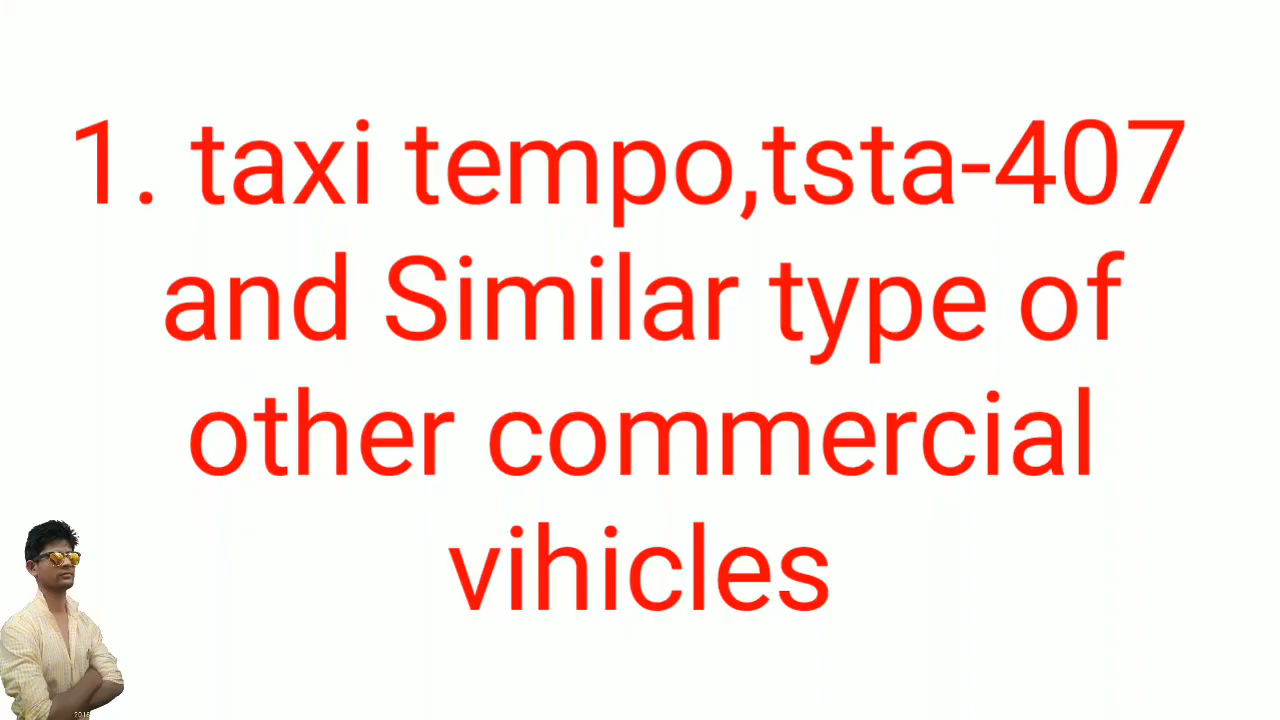 1. taxi tempo,tsta-407
and Similar type of
other commercial
vihicles